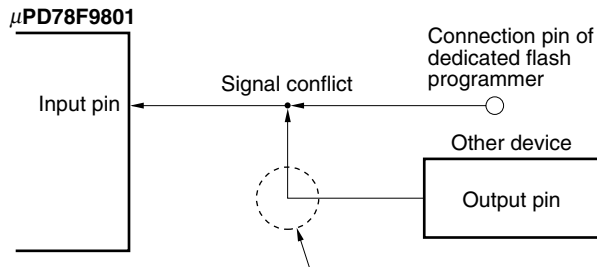 μPD78F9801
Connection pin of
dedicated flash
programmer
Signal conflict
Input pin
Other device
Output pin